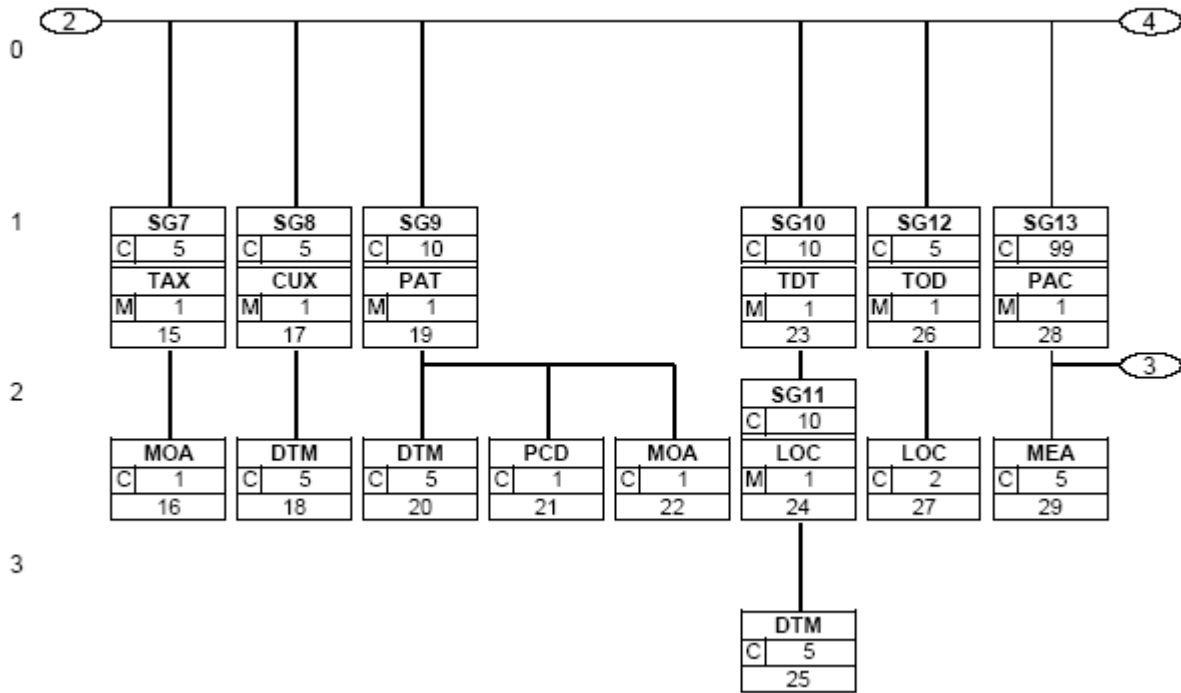 2 4
0
1
SG7 SG8 SG9 SG10 SG12 SG13
C 5 C 5 C 10 C 10 C 5 C 99
TAX CUX PAT TDT TOD PAC
M 1 M 1 M 1 M 1 M 1 M 1
15 17 19 23 26 28
3
2
SG11
C 10
MOA DTM DTM PCD MOA LOC LOC MEA
C 1 C 5 C 5 C 1 C 1 M 1 C 2 C 5
16 18 20 21 22 24 27 29
3
DTM
C 5
25